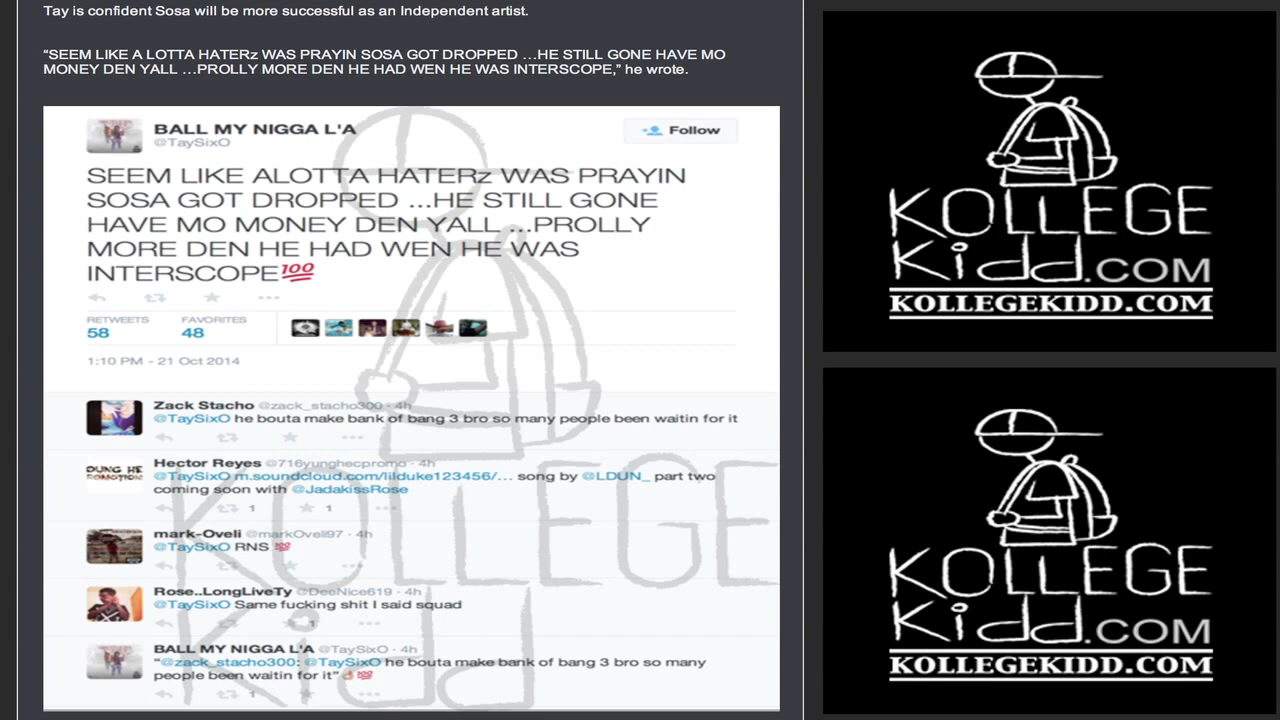 Tay is confident Sosa will be more successful as an Independent artist.
“SEEM LIKE A LOTTA HATERz WAS PRAYIN SOSA GOT DROPPED …HE STILL GONE HAVE MO
MONEY DEN YALL …PROLLY MORE DEN HE HAD WEN HE WAS INTERSCOPE,” he wrote.
BALL MY NIGGA L'A
@TaySixO
Follow
SEEM LIKE ALOTTA HATERz WAS PRAYIN
SOSA GOT DROPPED ...HE STILL GONE
HAVE MO MONEY DEN YALL ...PROLLY
MORE DEN HE HAD WEN HE WAS
INTERSCOPE💯
RETWEETS
58
FAVORITES
48
1:10 PM - 21 Oct 2014
Zack Stacho @zack_stacho300 · 4h
@TaySixO he bouta make bank of bang 3 bro so many people been waitin for it
Hector Reyes @716yunghecpromo · 4h
@TaySixO m.soundcloud.com/lilduke123456/... song by @LDUN_ part two
coming soon with @JadakissRose
1 1
mark-Oveli @markOveli97 · 4h
@TaySixO RNS 💯
Rose..LongLiveTy @DeeNice619 · 4h
@TaySixO Same fucking shit I said squad
1
BALL MY NIGGA L'A @TaySixO · 4h
"@zack_stacho300: @TaySixO he bouta make bank of bang 3 bro so many
people been waitin for it"👌💯
1
KOLLEGE
Kidd
KOLLEGE
Kidd.COM
KOLLEGEKIDD.COM
KOLLEGE
Kidd.COM
KOLLEGEKIDD.COM